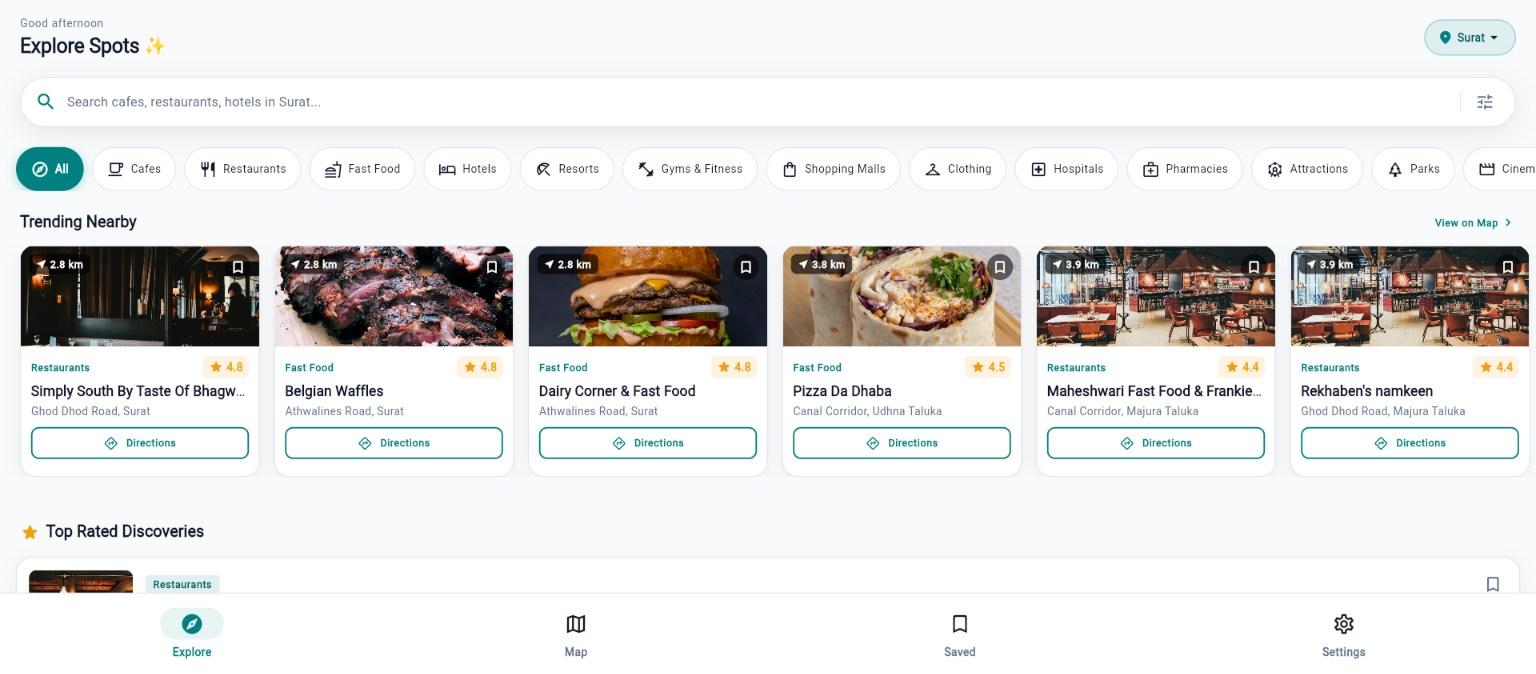 Good afternoon
Explore Spots ✨
Surat
Search cafes, restaurants, hotels in Surat...
All
Cafes
Restaurants
Fast Food
Hotels
Resorts
Gyms & Fitness
Shopping Malls
Clothing
Hospitals
Pharmacies
Attractions
Parks
Cinem
Trending Nearby
View on Map
2.8 km
Restaurants
4.8
Simply South By Taste Of Bhagw...
Ghod Dhod Road, Surat
Directions
2.8 km
Fast Food
4.8
Belgian Waffles
Athwalines Road, Surat
Directions
2.8 km
Fast Food
4.8
Dairy Corner & Fast Food
Athwalines Road, Surat
Directions
3.8 km
Fast Food
4.5
Pizza Da Dhaba
Canal Corridor, Udhna Taluka
Directions
3.9 km
Restaurants
4.4
Maheshwari Fast Food & Frankie...
Canal Corridor, Majura Taluka
Directions
3.9 km
Restaurants
4.4
Rekhaben's namkeen
Ghod Dhod Road, Majura Taluka
Directions
Top Rated Discoveries
Restaurants
Explore
Map
Saved
Settings